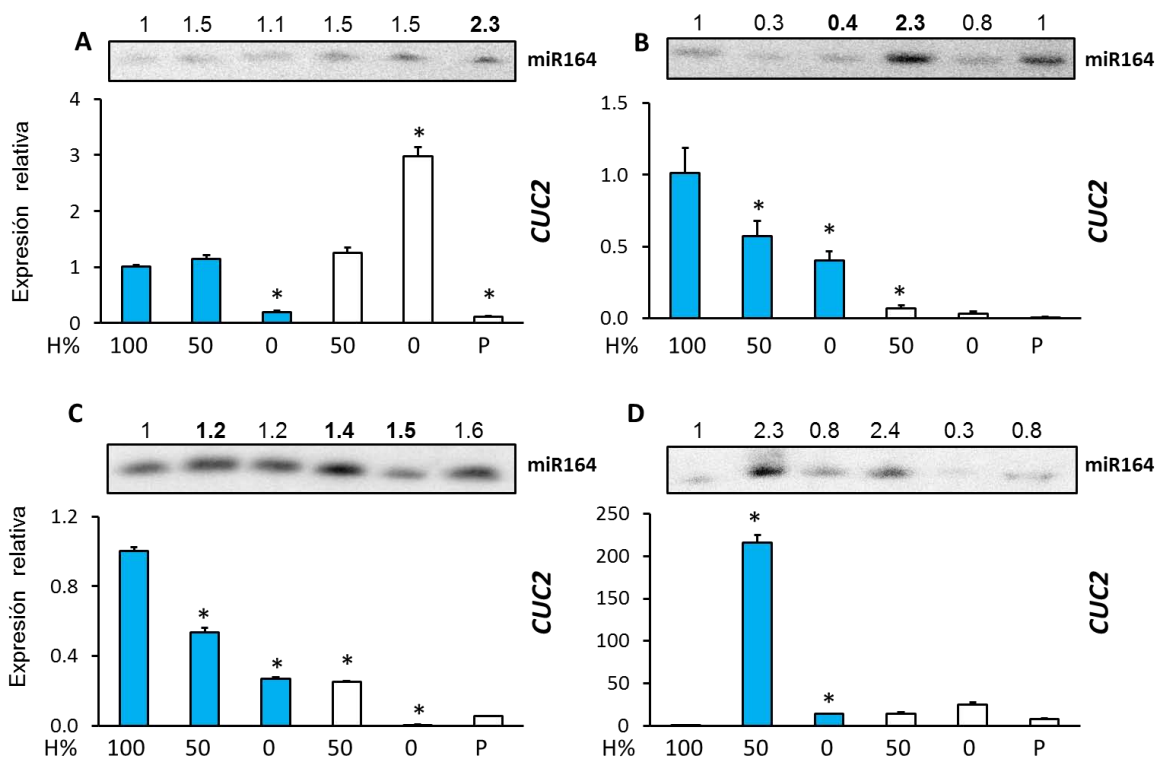 A
1 1.5 1.1 1.5 1.5 2.3
miR164
Expresión relativa
4
3
2
1
0
* * *
CUC2
H% 100 50 0 50 0 P
B
1 0.3 0.4 2.3 0.8 1
miR164
1.5
1.0
0.5
0.0
* * *
CUC2
H% 100 50 0 50 0 P
C
1 1.2 1.2 1.4 1.5 1.6
miR164
Expresión relativa
1.2
0.8
0.4
0.0
* * * *
CUC2
H% 100 50 0 50 0 P
D
1 2.3 0.8 2.4 0.3 0.8
miR164
250
200
150
100
50
0
* *
CUC2
H% 100 50 0 50 0 P